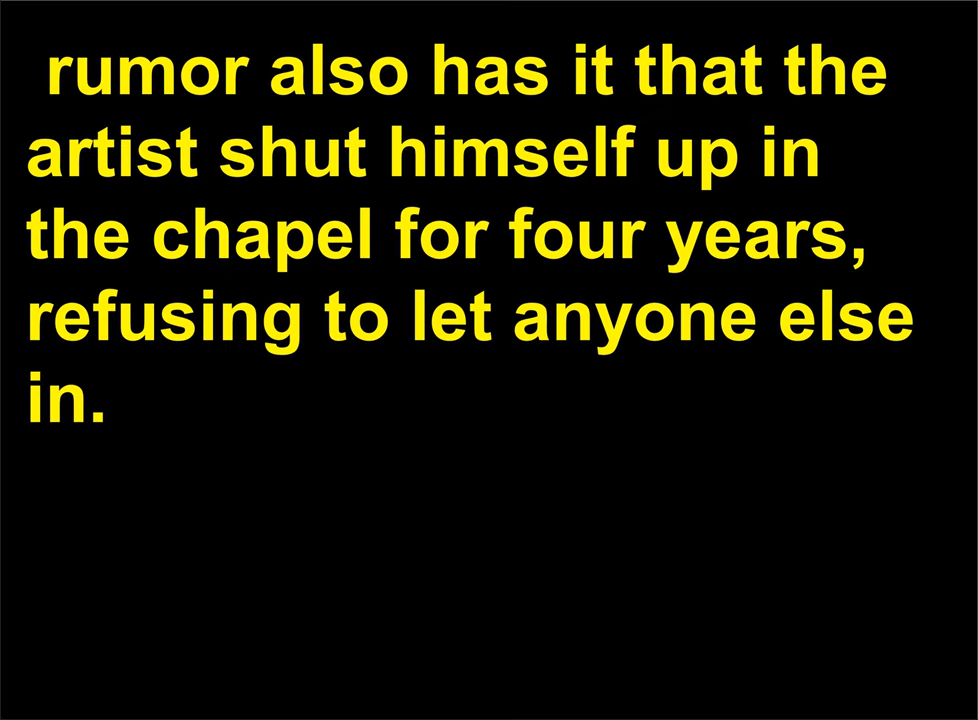 rumor also has it that the
artist shut himself up in
the chapel for four years,
refusing to let anyone else
in.